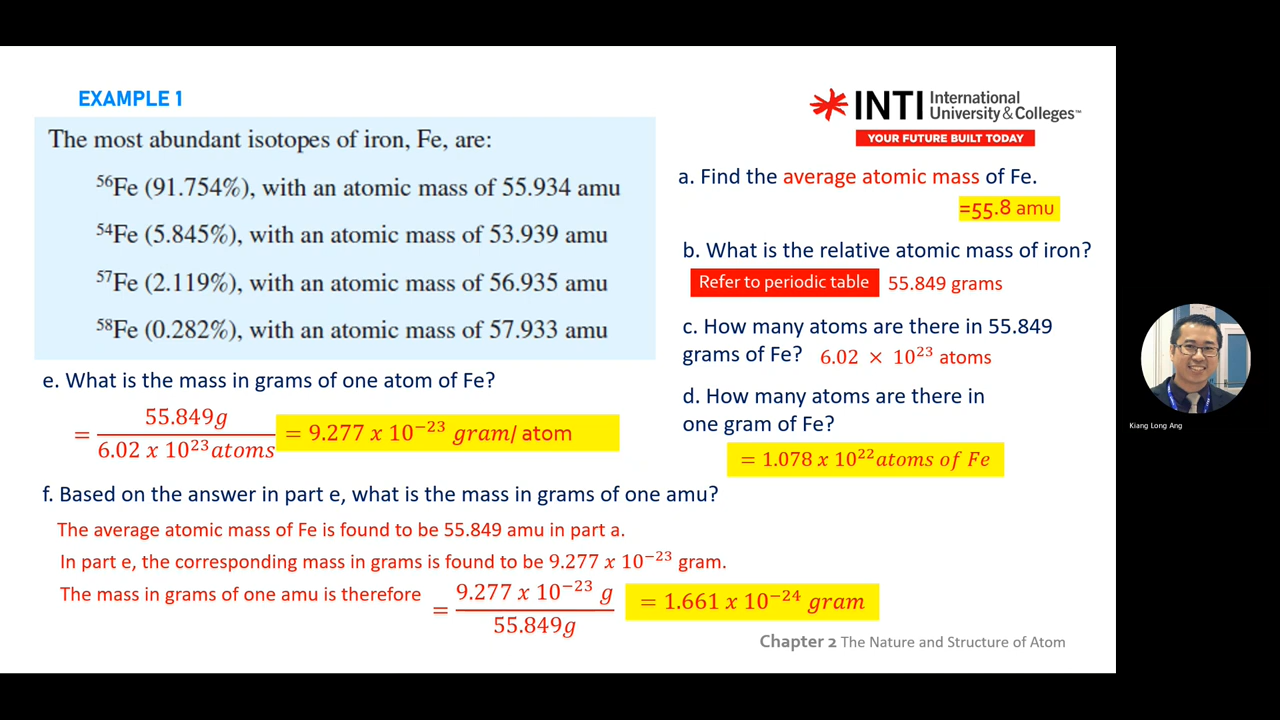 EXAMPLE 1
INTI International
University & Colleges™
YOUR FUTURE BUILT TODAY
The most abundant isotopes of iron, Fe, are:
⁵⁶Fe (91.754%), with an atomic mass of 55.934 amu
⁵⁴Fe (5.845%), with an atomic mass of 53.939 amu
⁵⁷Fe (2.119%), with an atomic mass of 56.935 amu
⁵⁸Fe (0.282%), with an atomic mass of 57.933 amu
a. Find the average atomic mass of Fe.
=55.8 amu
b. What is the relative atomic mass of iron?
Refer to periodic table 55.849 grams
c. How many atoms are there in 55.849
grams of Fe? 6.02 × 10²³ atoms
d. How many atoms are there in
one gram of Fe?
= 1.078 x 10²² atoms of Fe
e. What is the mass in grams of one atom of Fe?
= 55.849g / 6.02 x 10²³ atoms = 9.277 x 10⁻²³ gram/ atom
f. Based on the answer in part e, what is the mass in grams of one amu?
The average atomic mass of Fe is found to be 55.849 amu in part a.
In part e, the corresponding mass in grams is found to be 9.277 x 10⁻²³ gram.
The mass in grams of one amu is therefore = 9.277 x 10⁻²³ g / 55.849g = 1.661 x 10⁻²⁴ gram
Chapter 2 The Nature and Structure of Atom
Kiang Long Ang